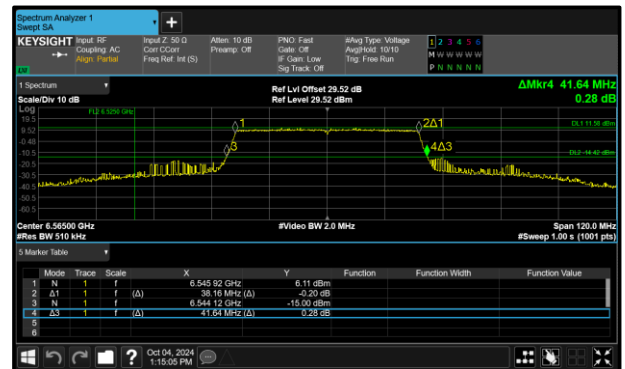 Spectrum Analyzer 1
Swept SA
KEYSIGHT
Input: RF
Coupling: AC
Align: Partial
Input Z: 50 Ω
Corr CCorr
Freq Ref: Int (S)
Atten: 10 dB
Preamp: Off
PNO: Fast
Gate: Off
IF Gain: Low
Sig Track: Off
#Avg Type: Voltage
Avg|Hold: 10/10
Trig: Free Run
1 2 3 4 5 6
M W W W W W
P N N N N N
1 Spectrum
Scale/Div 10 dB
Ref Lvl Offset 29.52 dB
Ref Level 29.52 dBm
ΔMkr4 41.64 MHz
0.28 dB
Log
19.5
9.52
-0.48
-10.5
-20.5
-30.5
-40.5
-50.5
-60.5
1
2Δ1
3
4Δ3
DL1 11.56 dBm
DL2 -14.42 dBm
Center 6.56500 GHz
#Res BW 510 kHz
#Video BW 2.0 MHz
Span 120.0 MHz
#Sweep 1.00 s (1001 pts)
5 Marker Table
Mode Trace Scale X Y Function Function Width Function Value
1 N 1 f 6.545 92 GHz 6.11 dBm
2 Δ1 1 f (Δ) 38.16 MHz (Δ) -0.20 dB
3 N 1 f 6.544 12 GHz -15.00 dBm
4 Δ3 1 f (Δ) 41.64 MHz (Δ) 0.28 dB
5
6
Oct 04, 2024
1:15:05 PM